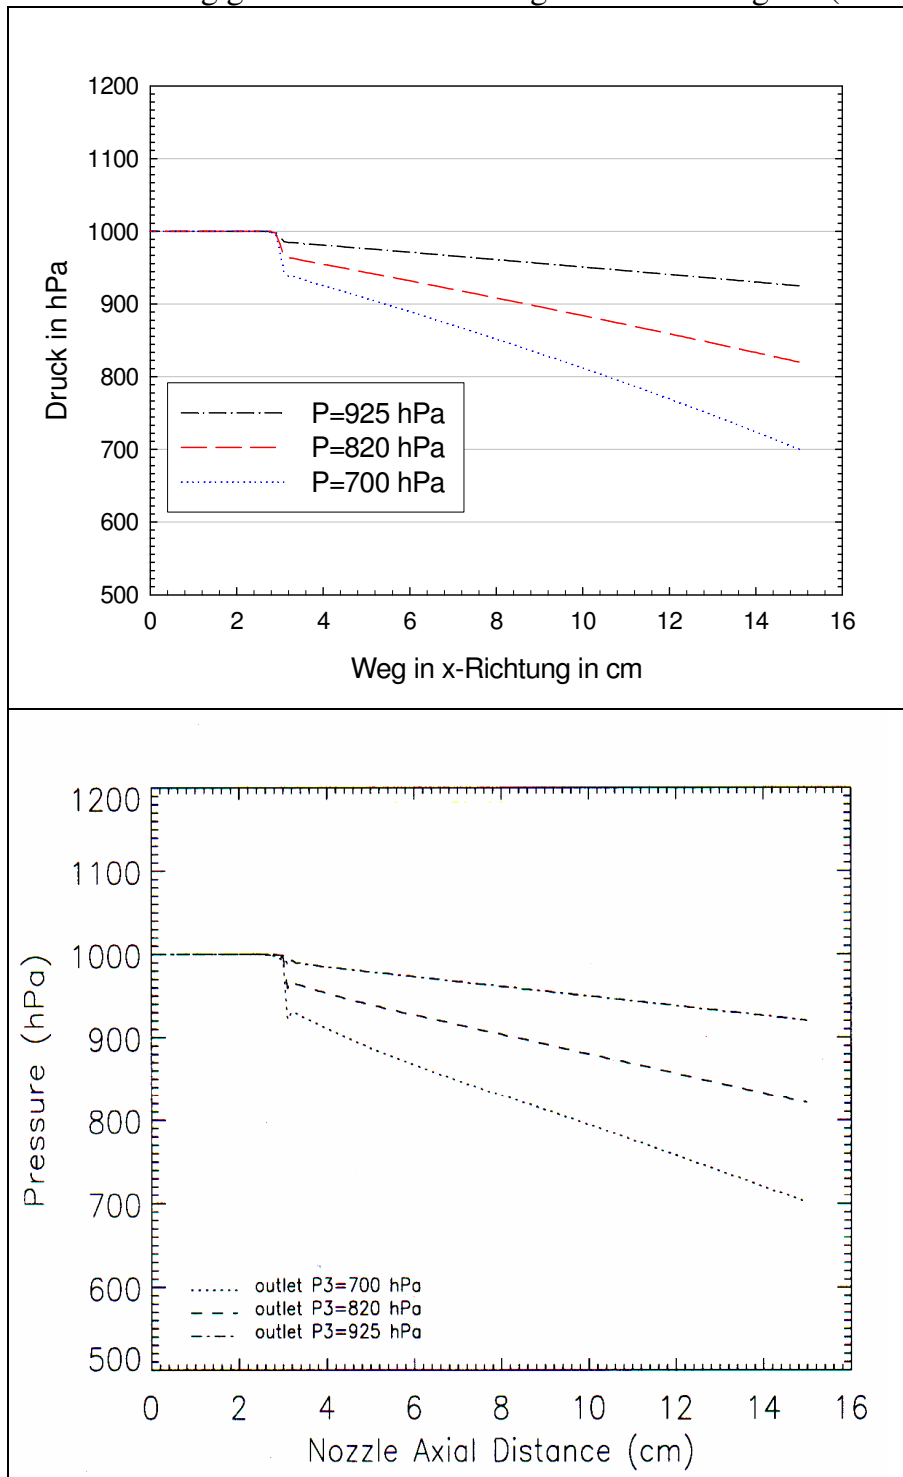 1200
1100
1000
900
800
700
600
500
Druck in hPa
P=925 hPa
P=820 hPa
P=700 hPa
0 2 4 6 8 10 12 14 16
Weg in x-Richtung in cm
1200
1100
1000
900
800
700
600
500
Pressure (hPa)
outlet P3=700 hPa
outlet P3=820 hPa
outlet P3=925 hPa
0 2 4 6 8 10 12 14 16
Nozzle Axial Distance (cm)